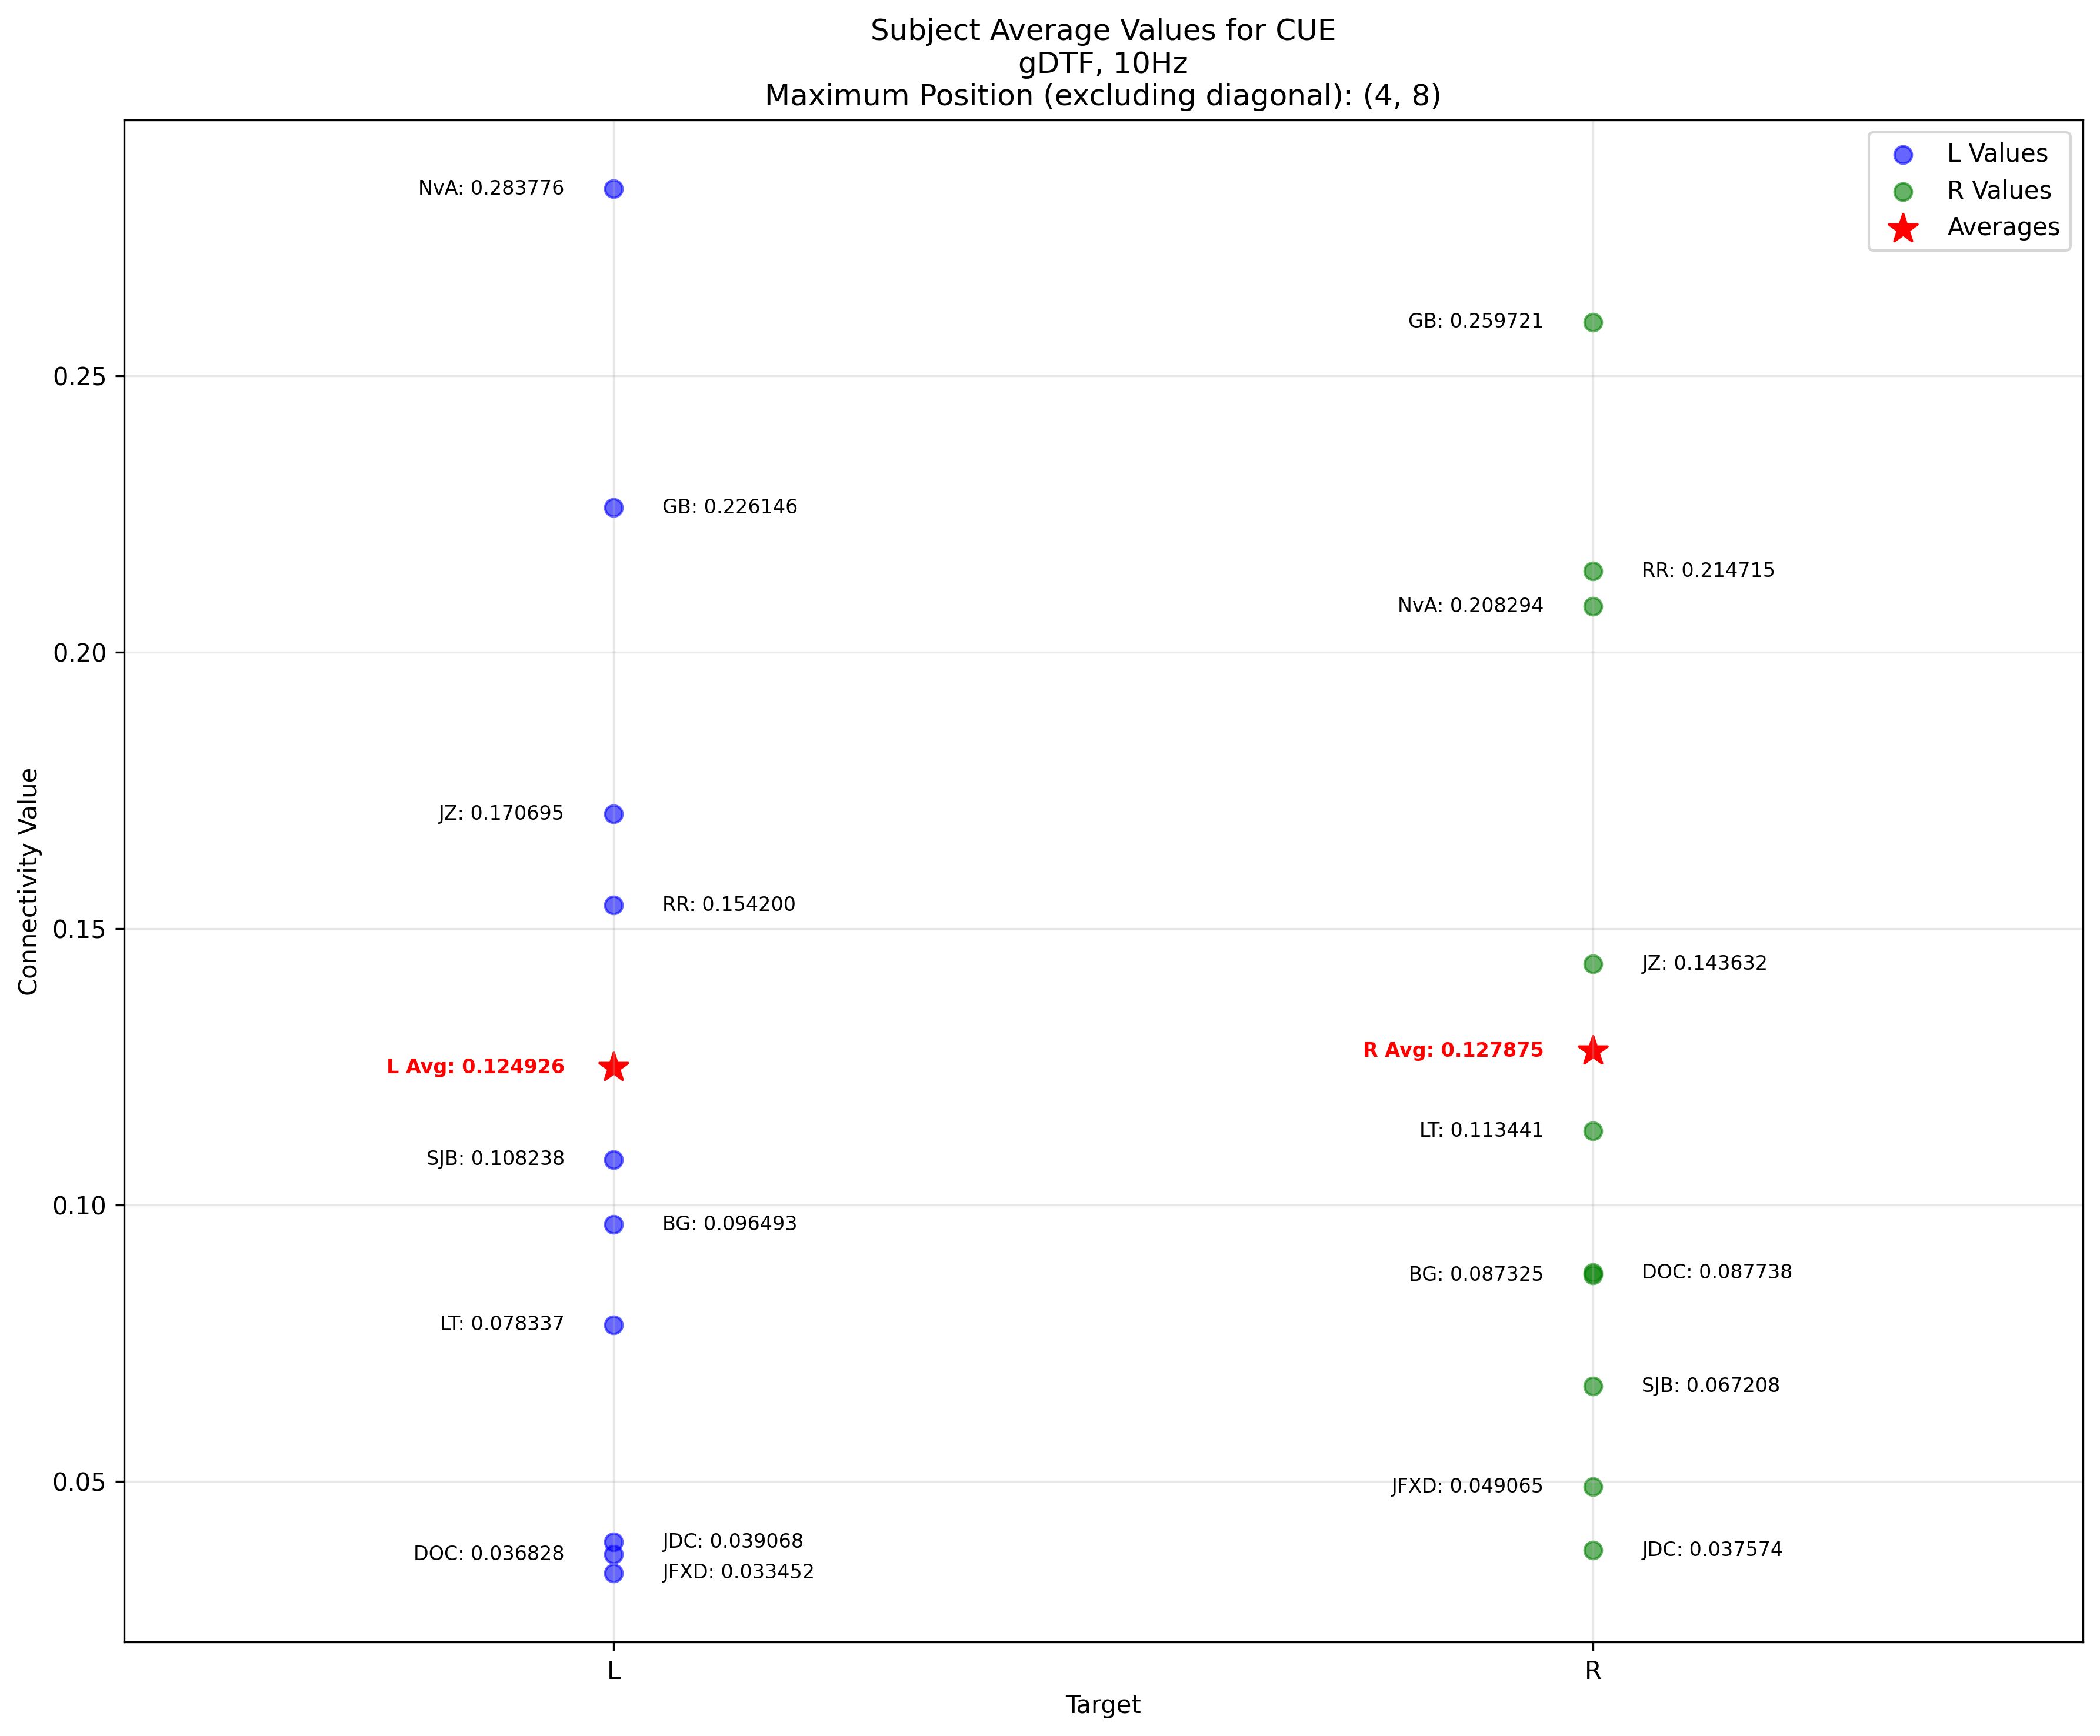 Subject Average Values for CUE
gDTF, 10Hz
Maximum Position (excluding diagonal): (4, 8)
L Values
R Values
Averages
NvA: 0.283776
GB: 0.226146
JZ: 0.170695
RR: 0.154200
L Avg: 0.124926
SJB: 0.108238
BG: 0.096493
LT: 0.078337
JDC: 0.039068
DOC: 0.036828
JFXD: 0.033452
GB: 0.259721
RR: 0.214715
NvA: 0.208294
JZ: 0.143632
R Avg: 0.127875
LT: 0.113441
DOC: 0.087738
BG: 0.087325
SJB: 0.067208
JFXD: 0.049065
JDC: 0.037574
0.25
0.20
0.15
0.10
0.05
Connectivity Value
L
R
Target